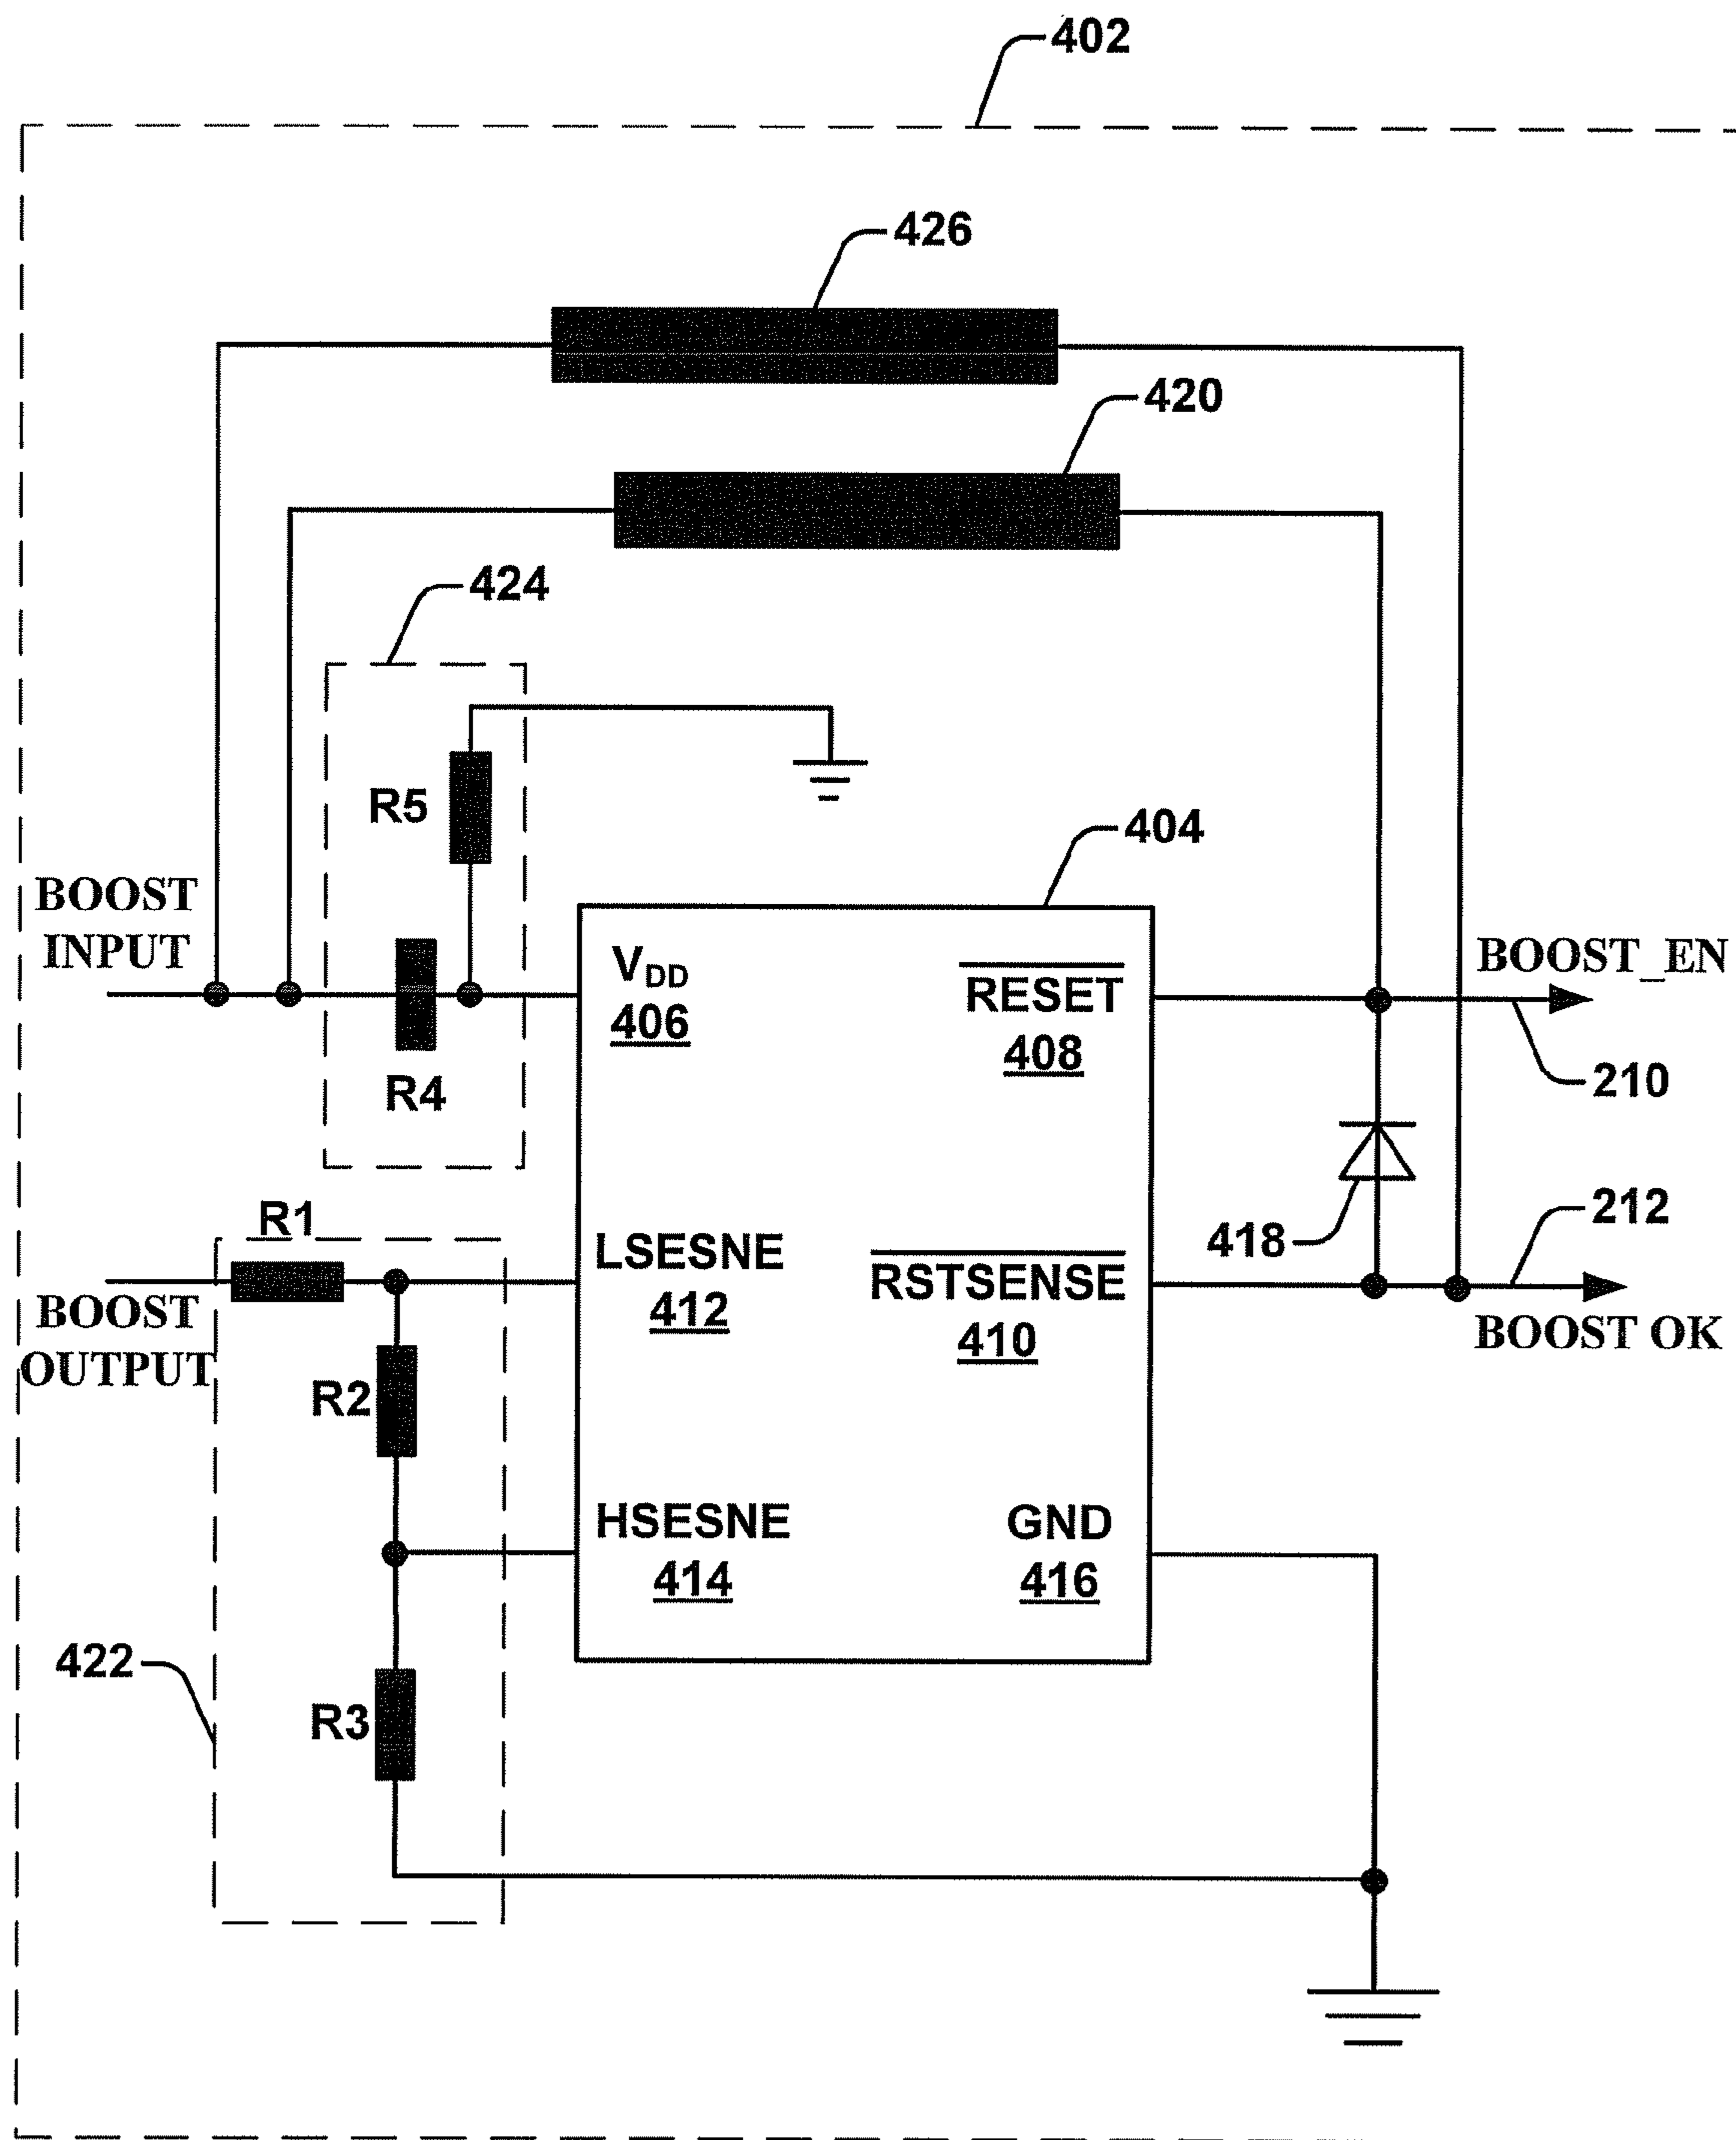 402
426
420
424
R5
404
BOOST
INPUT
R4
VDD
406
RESET
408
BOOST_EN
210
R1
BOOST
OUTPUT
LSESNE
412
RSTSENSE
410
418
212
BOOST OK
R2
HSESNE
414
GND
416
422
R3